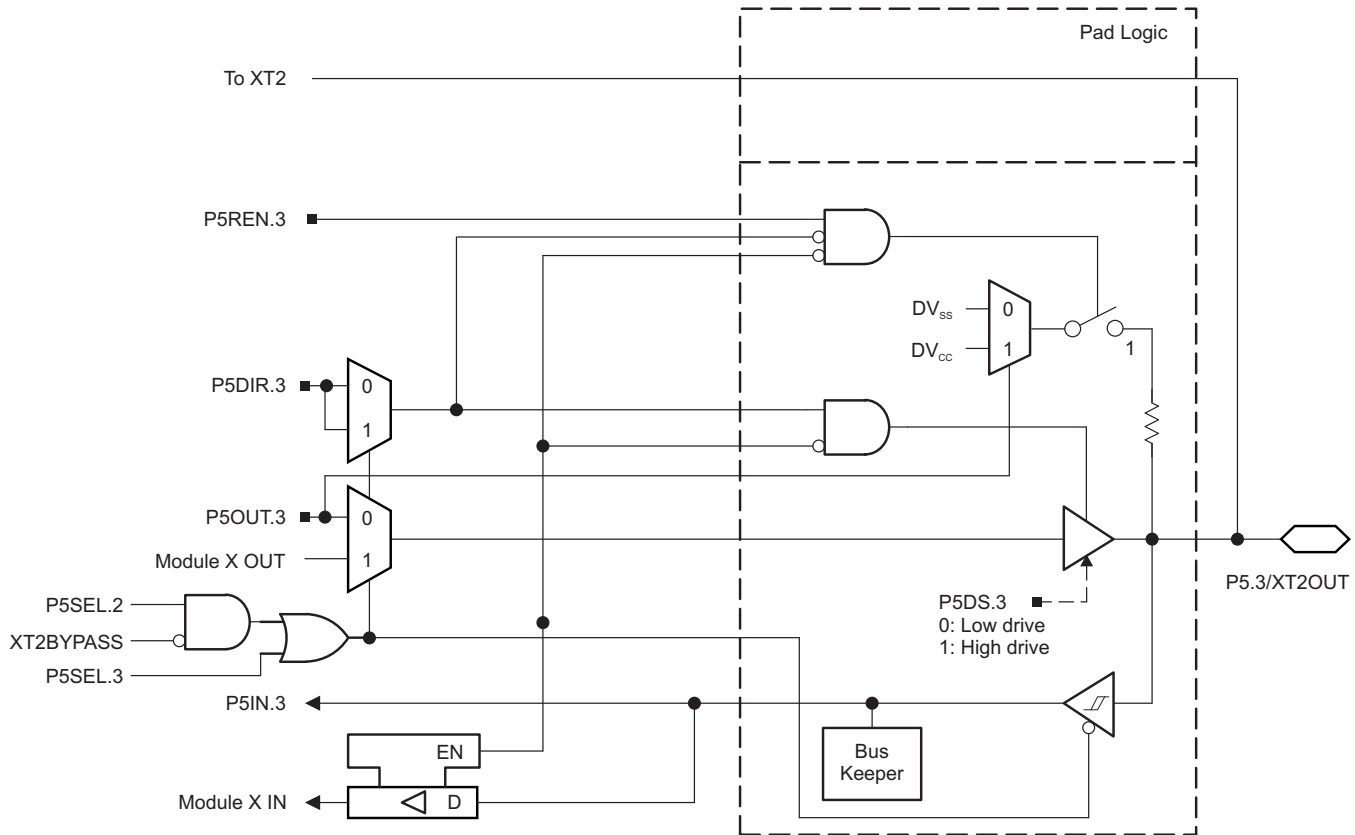 Pad Logic
To XT2
P5REN.3
DVSS
0
DVCC
1
1
P5DIR.3
0
1
P5OUT.3
0
Module X OUT
1
P5.3/XT2OUT
P5SEL.2
P5DS.3
0: Low drive
1: High drive
XT2BYPASS
P5SEL.3
P5IN.3
EN
Bus
Keeper
Module X IN
D